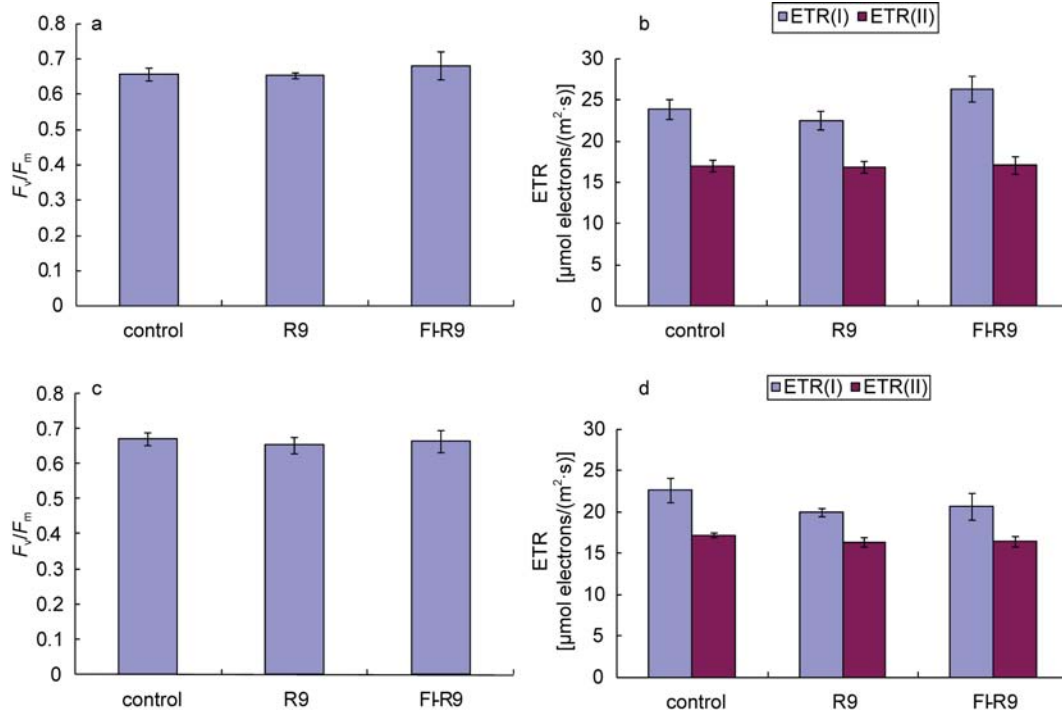 a
0.8
0.7
0.6
0.5
0.4
0.3
0.2
0.1
0
Fv/Fm
control R9 Fl-R9
ETR(I) ETR(II)
b
30
25
20
15
10
5
0
ETR
[µmol electrons/(m²·s)]
control R9 Fl-R9
c
0.8
0.7
0.6
0.5
0.4
0.3
0.2
0.1
0
Fv/Fm
control R9 Fl-R9
d
ETR(I) ETR(II)
30
25
20
15
10
5
0
ETR
[µmol electrons/(m²·s)]
control R9 Fl-R9